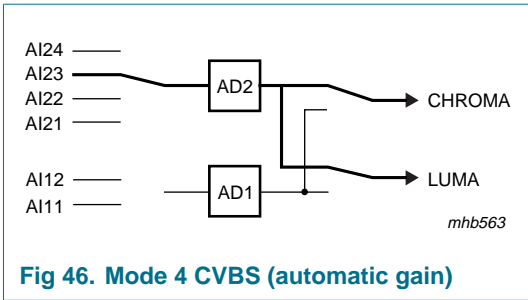 AI24
AI23
AI22
AI21
AD2
CHROMA
AI12
AI11
AD1
LUMA
mhb563
Fig 46. Mode 4 CVBS (automatic gain)